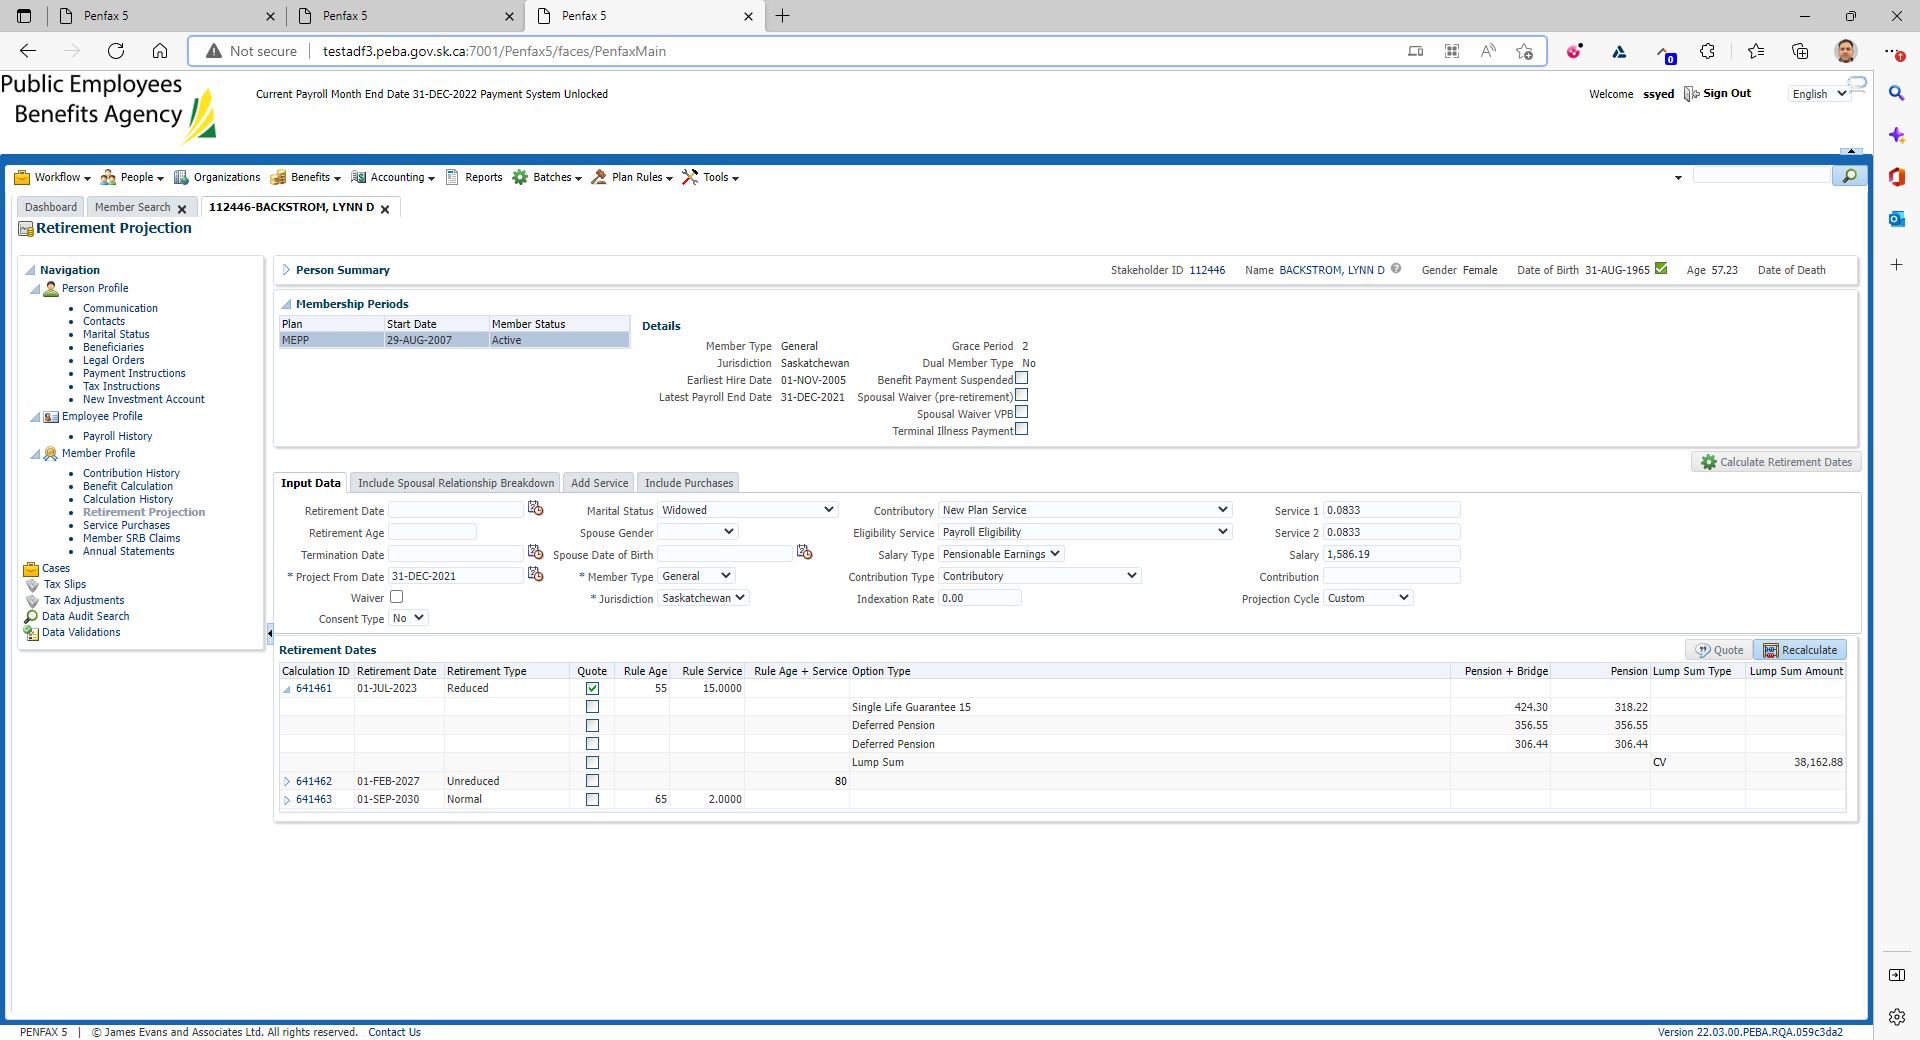 Penfax 5
Penfax 5
Penfax 5
Not secure testadf3.peba.gov.sk.ca:7001/Penfax5/faces/PenfaxMain
0
Public Employees
Benefits Agency
Current Payroll Month End Date 31-DEC-2022 Payment System Unlocked
Welcome ssyed Sign Out English
Workflow People Organizations Benefits Accounting Reports Batches Plan Rules Tools
Dashboard Member Search 112446-BACKSTROM, LYNN D
Retirement Projection
Navigation
Person Profile
Communication
Contacts
Marital Status
Beneficiaries
Legal Orders
Payment Instructions
Tax Instructions
New Investment Account
Employee Profile
Payroll History
Member Profile
Contribution History
Benefit Calculation
Calculation History
Retirement Projection
Service Purchases
Member SRB Claims
Annual Statements
Cases
Tax Slips
Tax Adjustments
Data Audit Search
Data Validations
Person Summary Stakeholder ID 112446 Name BACKSTROM, LYNN D Gender Female Date of Birth 31-AUG-1965 Age 57.23 Date of Death
Membership Periods
Plan Start Date Member Status
MEPP 29-AUG-2007 Active
Details
Member Type General Grace Period 2
Jurisdiction Saskatchewan Dual Member Type No
Earliest Hire Date 01-NOV-2005 Benefit Payment Suspended
Latest Payroll End Date 31-DEC-2021 Spousal Waiver (pre-retirement)
Spousal Waiver VPB
Terminal Illness Payment
Calculate Retirement Dates
Input Data Include Spousal Relationship Breakdown Add Service Include Purchases
Retirement Date Marital Status Widowed Contributory New Plan Service Service 1 0.0833
Retirement Age Spouse Gender Eligibility Service Payroll Eligibility Service 2 0.0833
Termination Date Spouse Date of Birth Salary Type Pensionable Earnings Salary 1,586.19
* Project From Date 31-DEC-2021 * Member Type General Contribution Type Contributory Contribution
Waiver * Jurisdiction Saskatchewan Indexation Rate 0.00 Projection Cycle Custom
Consent Type No
Retirement Dates Quote Recalculate
Calculation ID Retirement Date Retirement Type Quote Rule Age Rule Service Rule Age + Service Option Type Pension + Bridge Pension Lump Sum Type Lump Sum Amount
641461 01-JUL-2023 Reduced 55 15.0000
Single Life Guarantee 15 424.30 318.22
Deferred Pension 356.55 356.55
Deferred Pension 306.44 306.44
Lump Sum CV 38,162.88
641462 01-FEB-2027 Unreduced 80
641463 01-SEP-2030 Normal 65 2.0000
PENFAX 5 | © James Evans and Associates Ltd. All rights reserved. Contact Us Version 22.03.00.PEBA.RQA.059c3da2